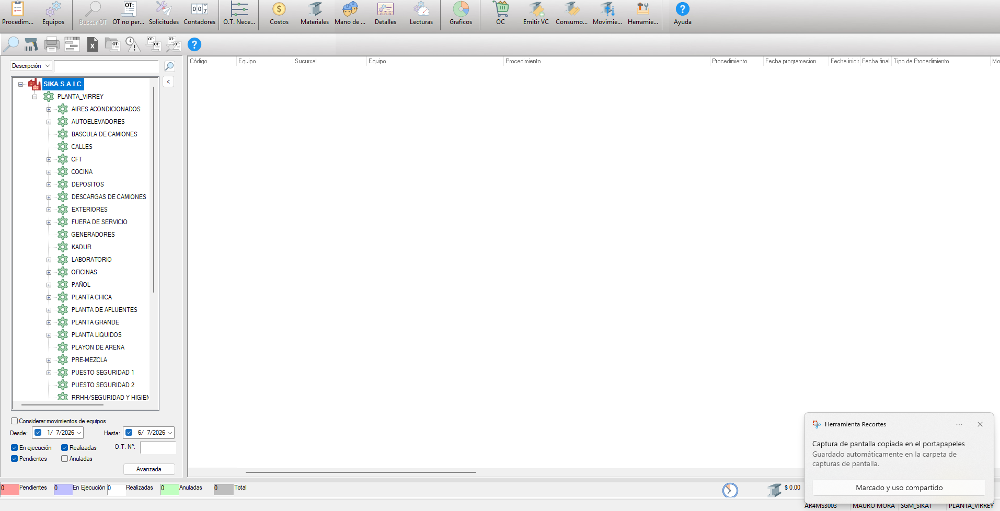 Procedim...
Equipos
Buscar OT
OT no per...
Solicitudes
Contadores
O.T. Nece...
Costos
Materiales
Mano de ...
Detalles
Lecturas
Graficos
OC
Emitir VC
Consumo...
Movimie...
Herramie...
Ayuda
Descripción
<
Código
Equipo
Sucursal
Equipo
Procedimiento
Procedimiento
Fecha programacion
Fecha inicio
Fecha finali
Tipo de Procedimiento
Mo
SIKA S.A.I.C.
PLANTA_VIRREY
AIRES ACONDICIONADOS
AUTOELEVADORES
BASCULA DE CAMIONES
CALLES
CFT
COCINA
DEPOSITOS
DESCARGAS DE CAMIONES
EXTERIORES
FUERA DE SERVICIO
GENERADORES
KADUR
LABORATORIO
OFICINAS
PAÑOL
PLANTA CHICA
PLANTA DE AFLUENTES
PLANTA GRANDE
PLANTA LIQUIDOS
PLAYON DE ARENA
PRE-MEZCLA
PUESTO SEGURIDAD 1
PUESTO SEGURIDAD 2
RRHH/SEGURIDAD Y HIGIEN
Considerar movimientos de equipos
Desde: 1/ 7/2026 Hasta: 6/ 7/2026
En ejecución Realizadas O.T. Nº:
Pendientes Anuladas
Avanzada
0 Pendientes 0 En Ejecución 0 Realizadas 0 Anuladas 0 Total
$ 0.00
Herramienta Recortes
Captura de pantalla copiada en el portapapeles
Guardado automáticamente en la carpeta de
capturas de pantalla.
Marcado y uso compartido
AR4MS3003 MAURO MORA SGM_SIKA1 PLANTA_VIRREY